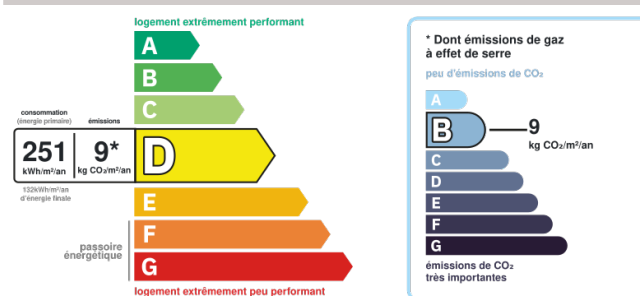 logement extrêmement performant
A
B
C
consommation
(énergie primaire)
émissions
251
kWh/m²/an
9*
kg CO₂/m²/an
D
132kWh/m²/an
d'énergie finale
E
F
passoire
énergétique
G
logement extrêmement peu performant
* Dont émissions de gaz
à effet de serre
peu d'émissions de CO₂
A
B
9
kg CO₂/m²/an
C
D
E
F
G
émissions de CO₂
très importantes